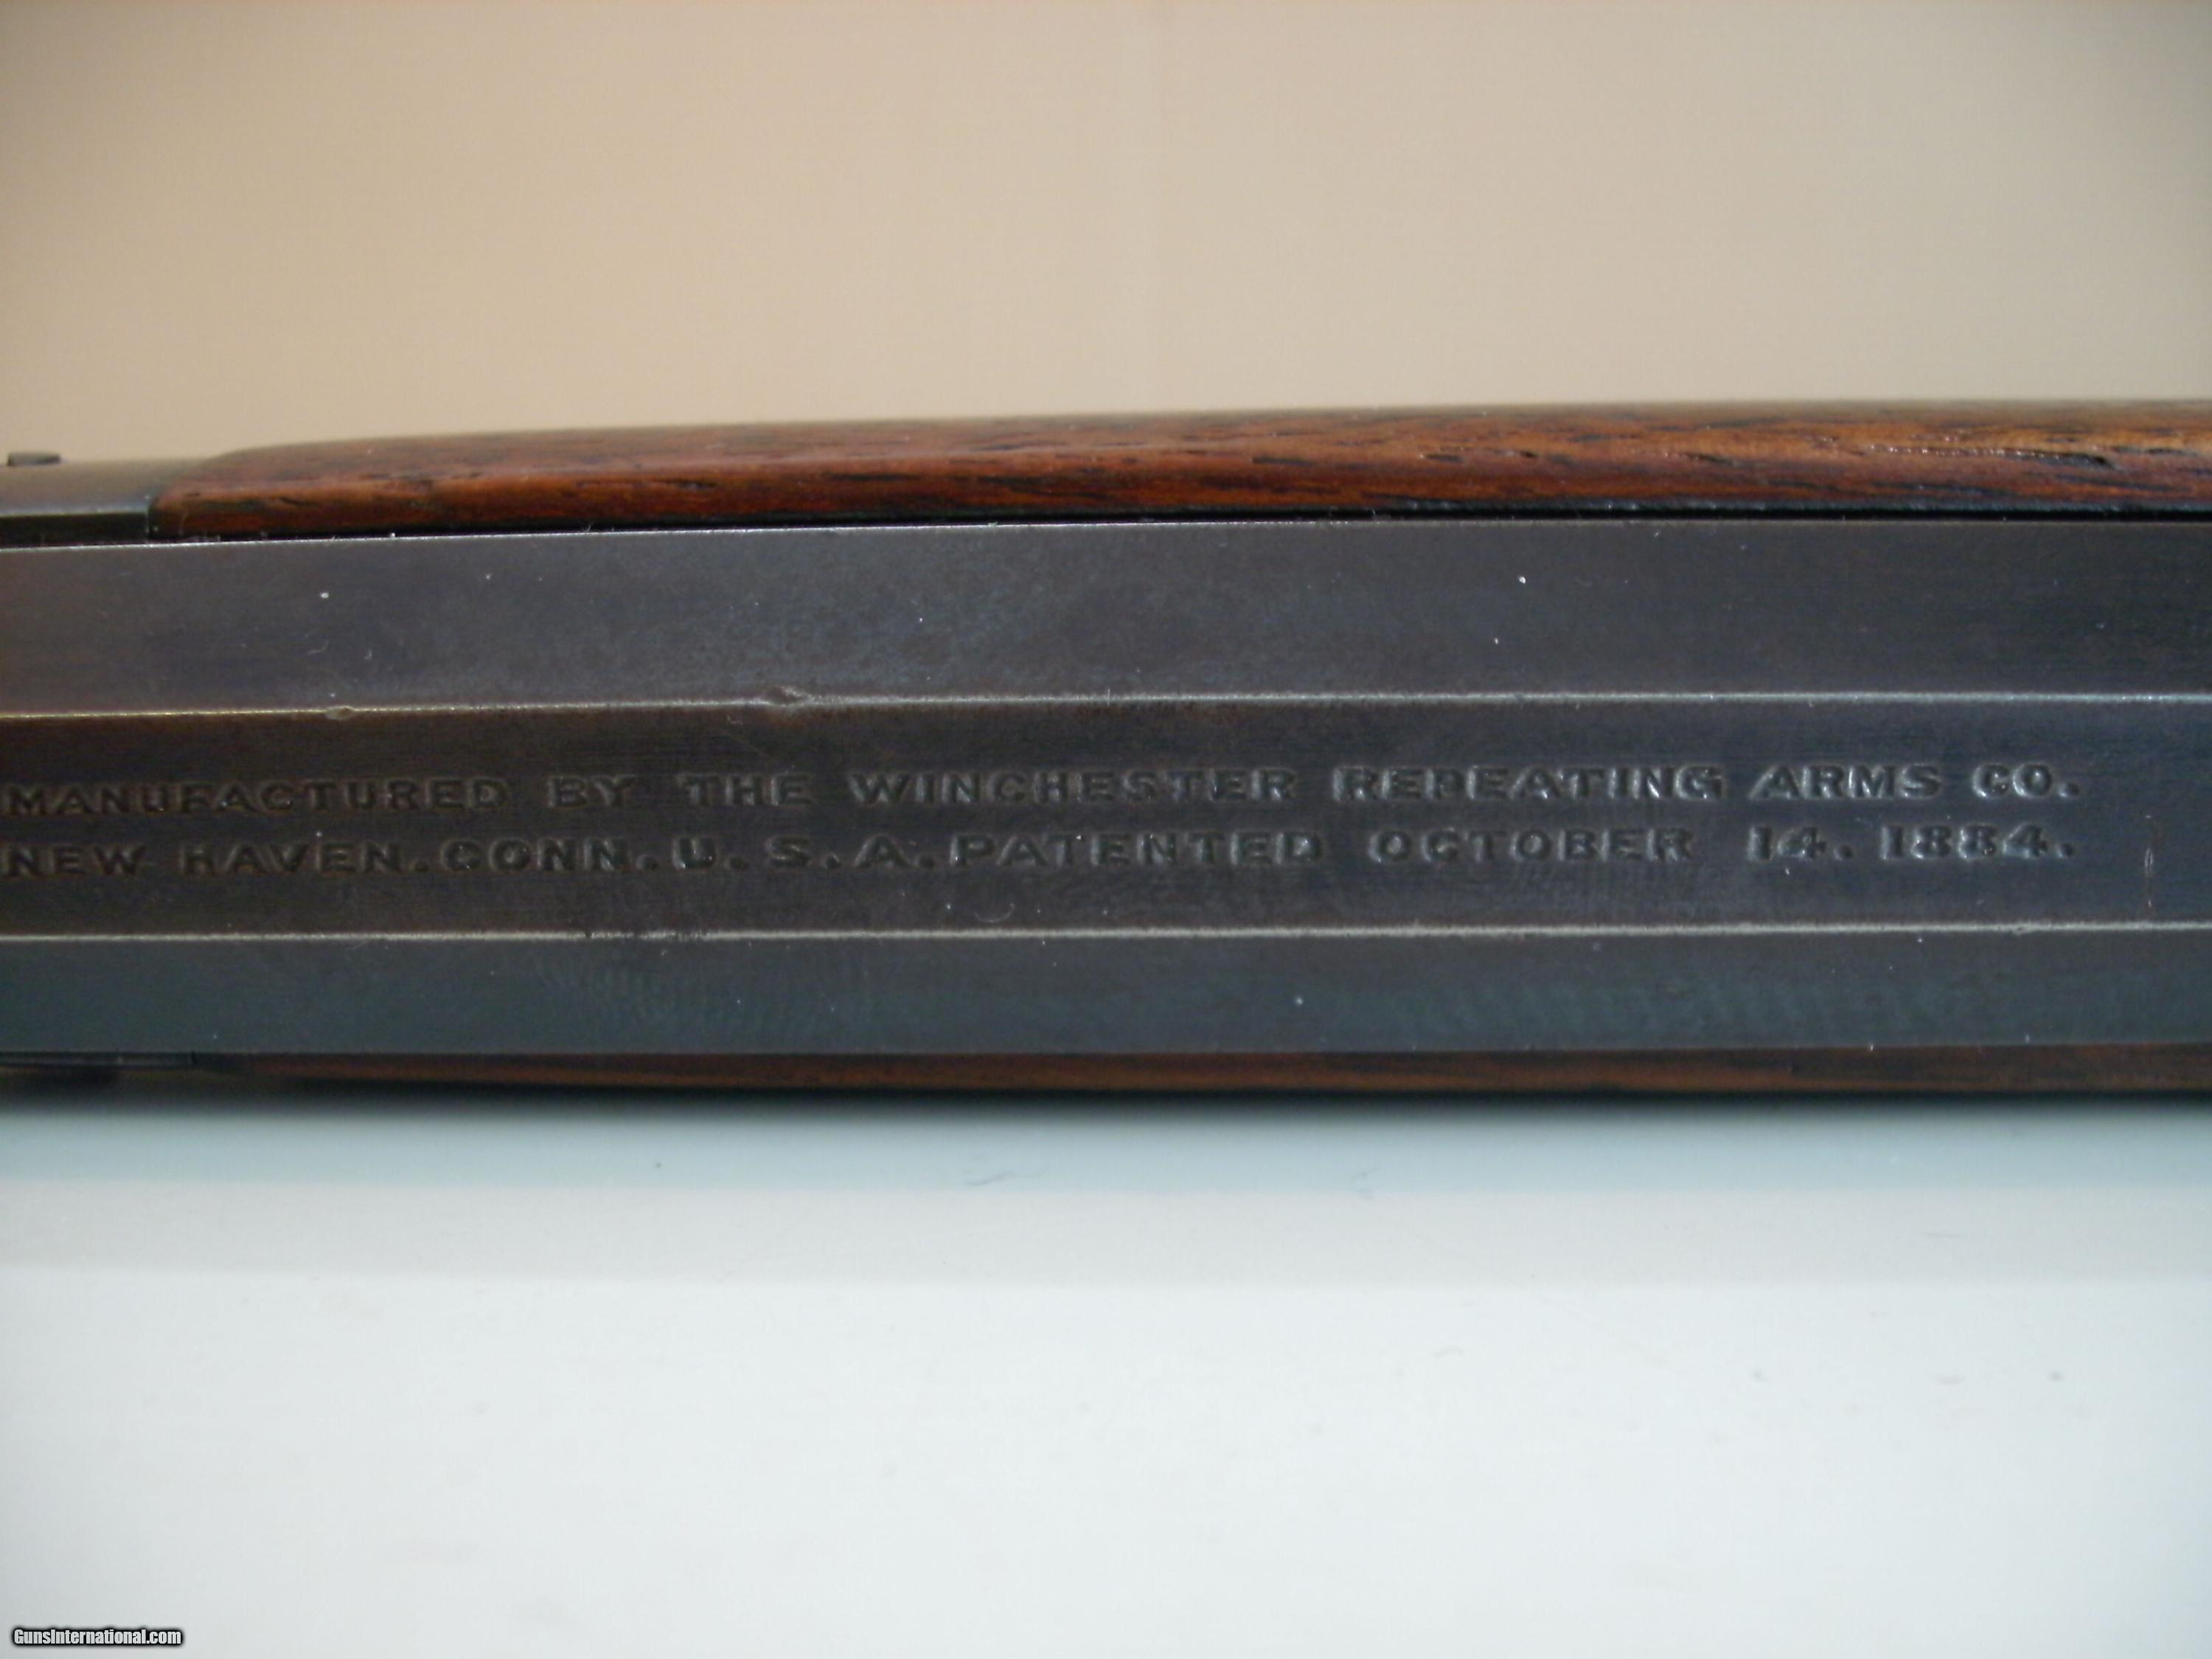 MANUFACTURED BY THE WINCHESTER REPEATING ARMS CO.
NEW HAVEN.CONN.U.S.A.PATENTED OCTOBER 14.1884.
GunsInternational.com